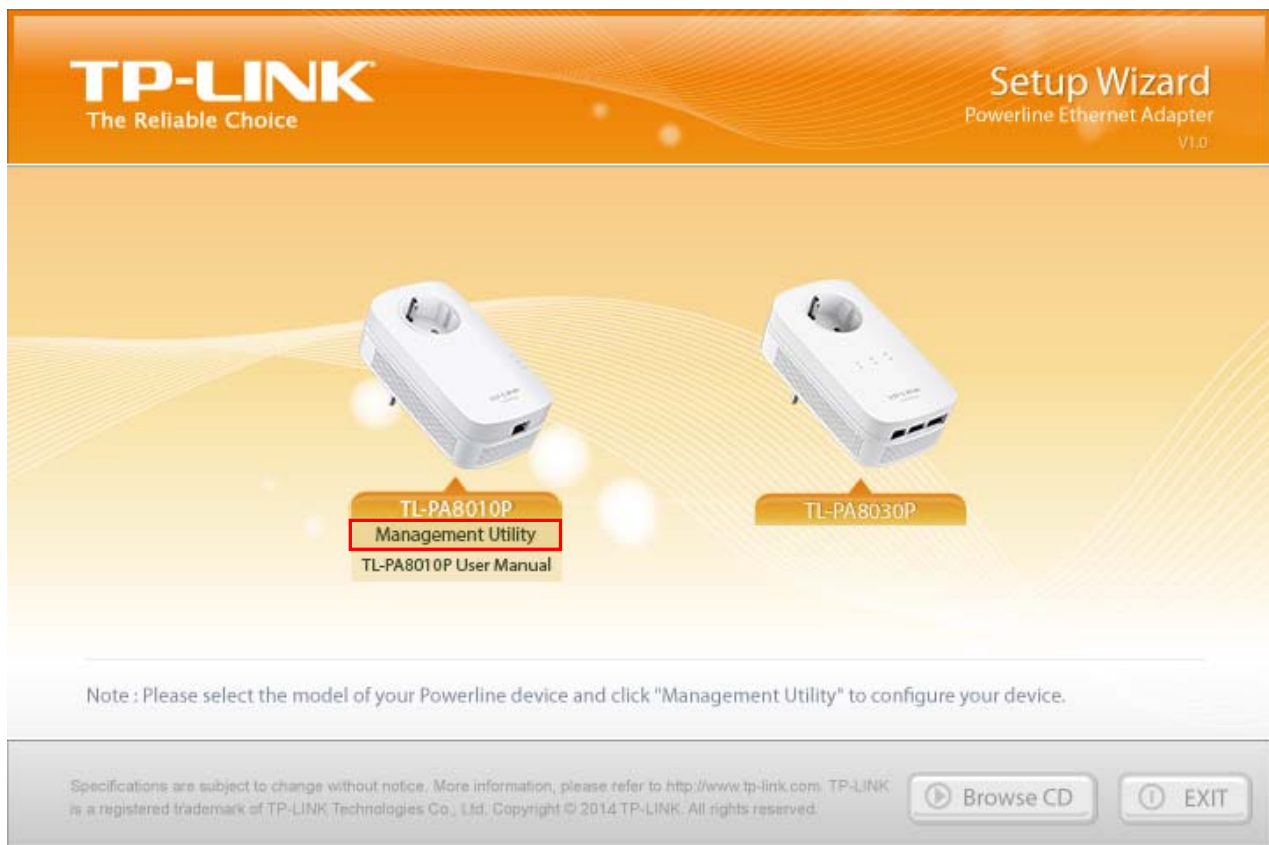 TP-LINK
The Reliable Choice
Setup Wizard
Powerline Ethernet Adapter
V1.0
TL-PA8010P
Management Utility
TL-PA8010P User Manual
TL-PA8030P
Note : Please select the model of your Powerline device and click "Management Utility" to configure your device.
Specifications are subject to change without notice. More information, please refer to http://www.tp-link.com. TP-LINK
is a registered trademark of TP-LINK Technologies Co., Ltd. Copyright © 2014 TP-LINK. All rights reserved.
Browse CD
EXIT